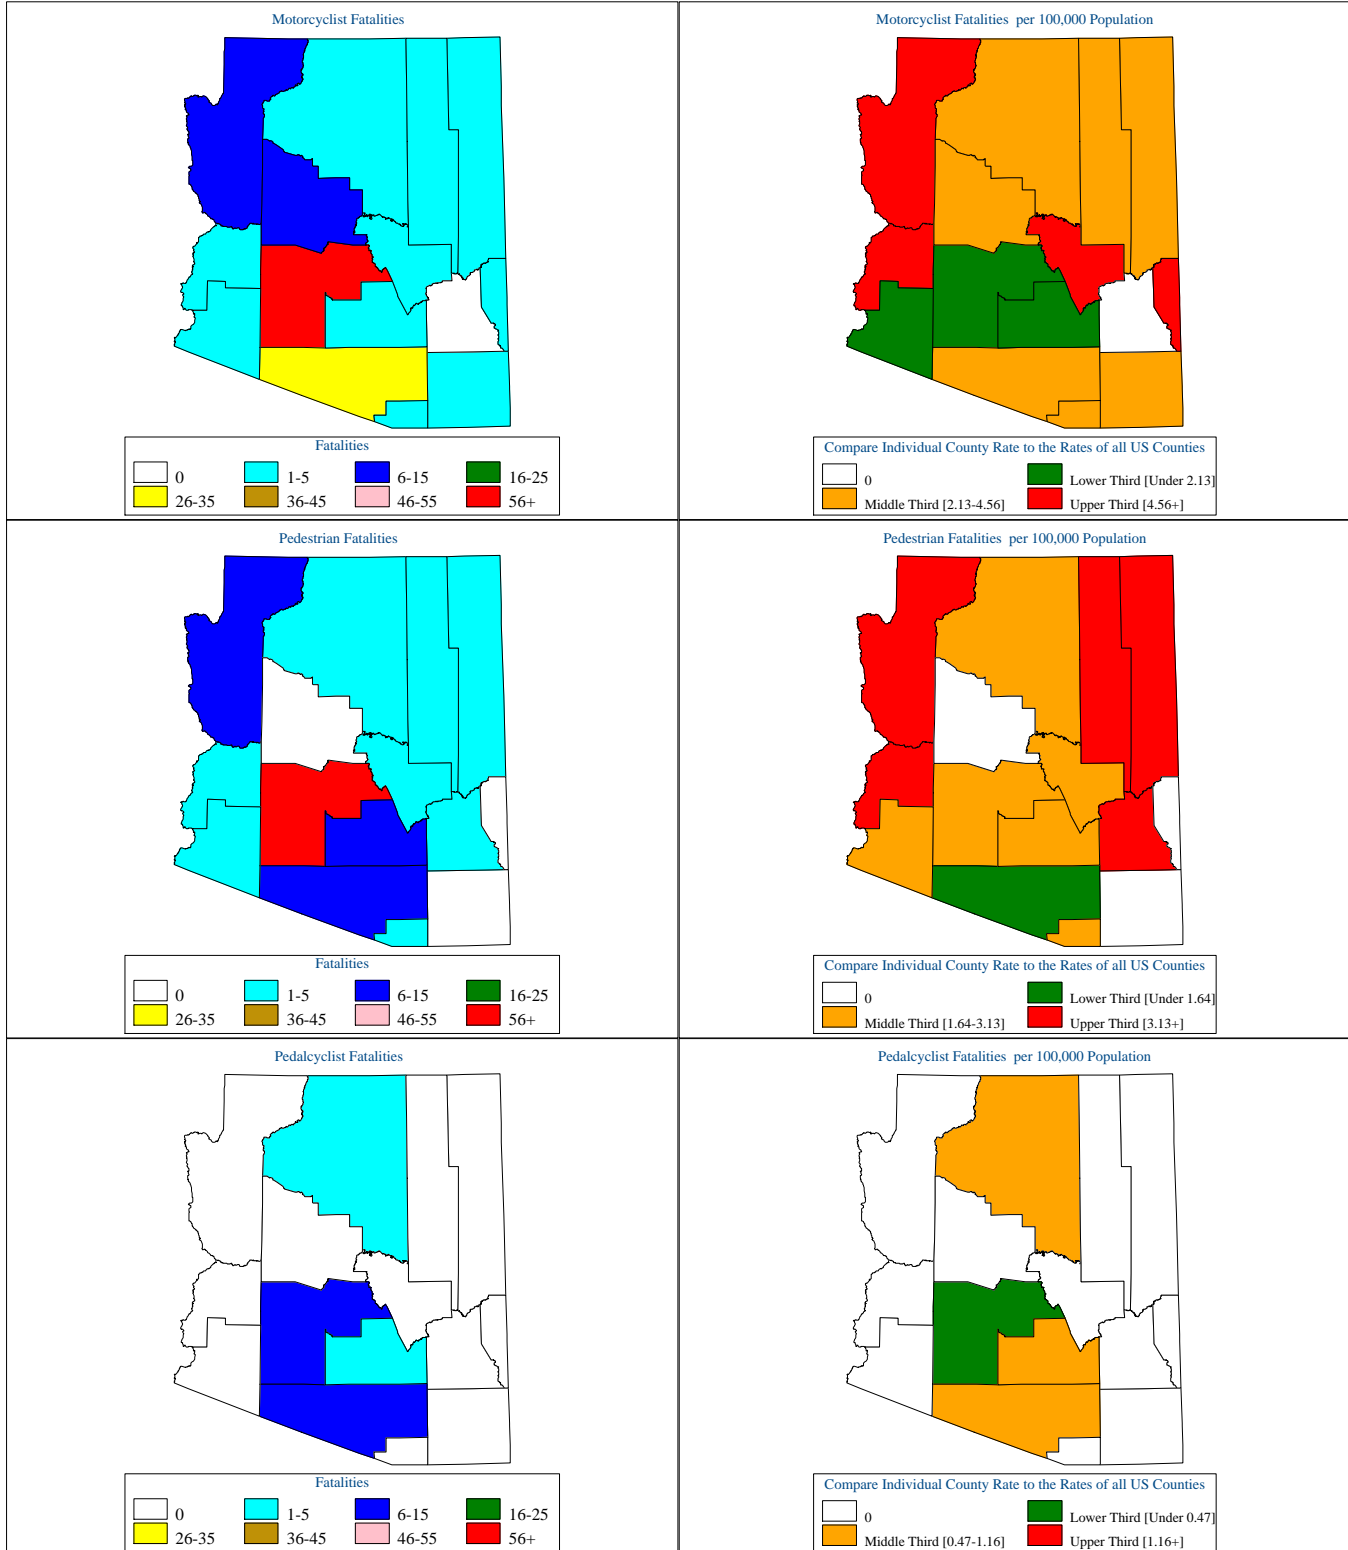 Motorcyclist Fatalities
Fatalities
0 1-5 6-15 16-25
26-35 36-45 46-55 56+
Motorcyclist Fatalities per 100,000 Population
Compare Individual County Rate to the Rates of all US Counties
0 Lower Third [Under 2.13]
Middle Third [2.13-4.56] Upper Third [4.56+]
Pedestrian Fatalities
Fatalities
0 1-5 6-15 16-25
26-35 36-45 46-55 56+
Pedestrian Fatalities per 100,000 Population
Compare Individual County Rate to the Rates of all US Counties
0 Lower Third [Under 1.64]
Middle Third [1.64-3.13] Upper Third [3.13+]
Pedalcyclist Fatalities
Fatalities
0 1-5 6-15 16-25
26-35 36-45 46-55 56+
Pedalcyclist Fatalities per 100,000 Population
Compare Individual County Rate to the Rates of all US Counties
0 Lower Third [Under 0.47]
Middle Third [0.47-1.16] Upper Third [1.16+]